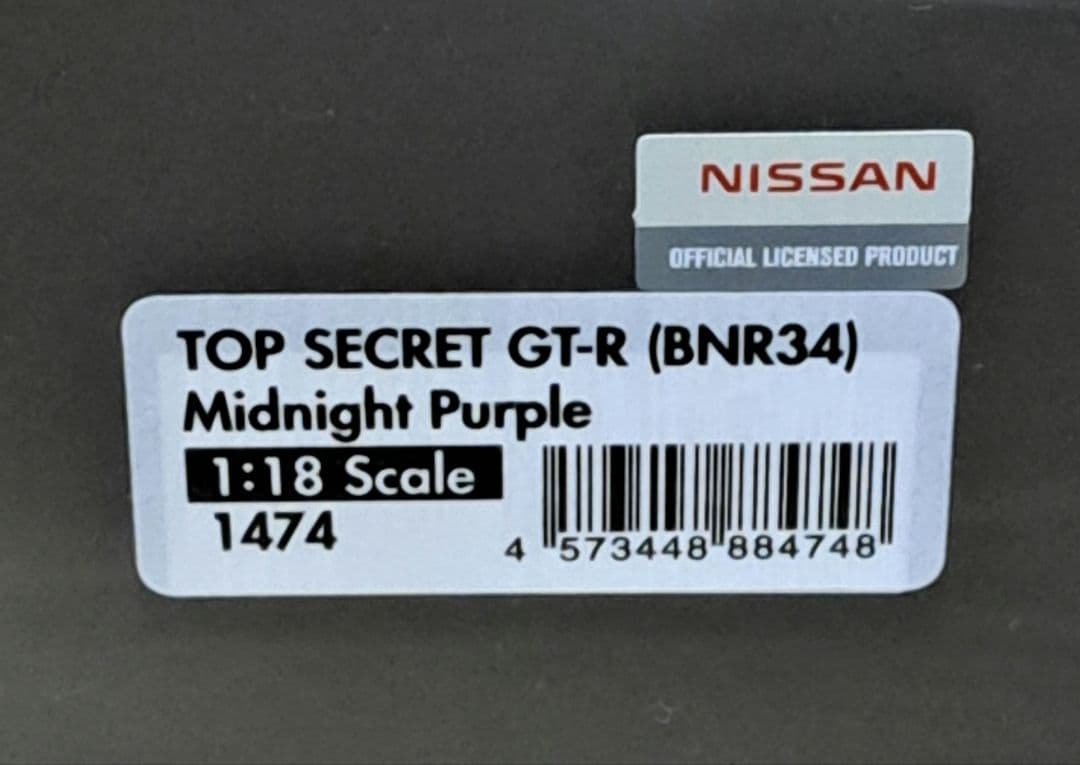 NISSAN
OFFICIAL LICENSED PRODUCT
TOP SECRET GT-R (BNR34)
Midnight Purple
1:18 Scale
1474
4 573448 884748